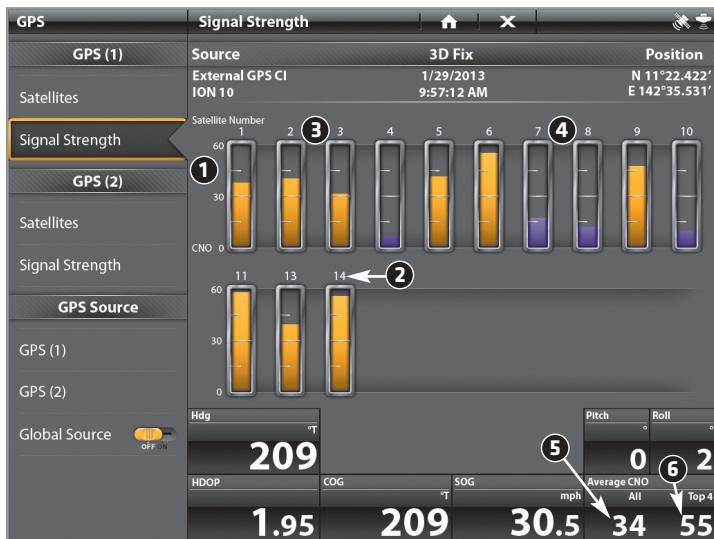 GPS
Signal Strength
X
GPS (1)
Satellites
Signal Strength
GPS (2)
Satellites
Signal Strength
GPS Source
GPS (1)
GPS (2)
Global Source
OFF ON
Source 3D Fix Position
External GPS CI 1/29/2013 N 11°22.422'
ION 10 9:57:12 AM E 142°35.531'
Satellite Number
1 2 3 4 5 6 7 8 9 10
3 4
60
1
30
CNO 0
11 13 14
2
60
30
0
Hdg
°T
209
Pitch Roll
° °
0 2
5 6
HDOP
1.95
COG
°T
209
SOG
mph
30.5
Average CNO
All Top 4
34 55